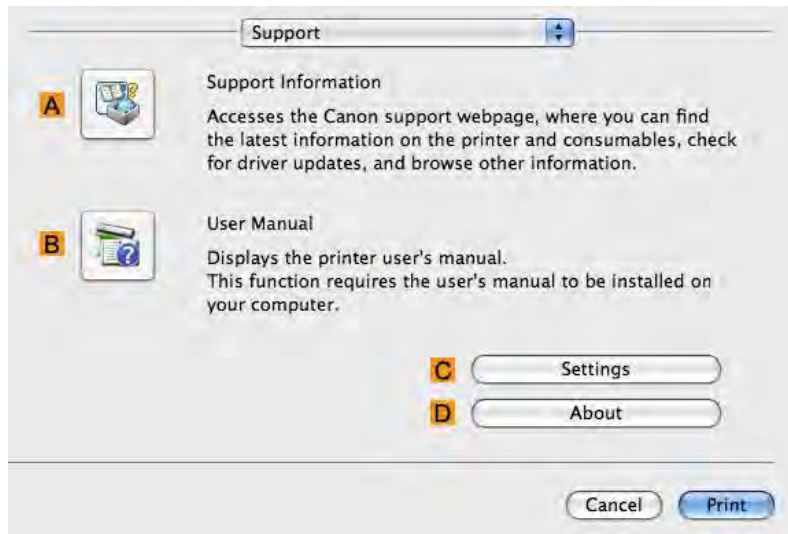 Support
A
Support Information
Accesses the Canon support webpage, where you can find
the latest information on the printer and consumables, check
for driver updates, and browse other information.
B
User Manual
Displays the printer user's manual.
This function requires the user's manual to be installed on
your computer.
C Settings
D About
Cancel Print